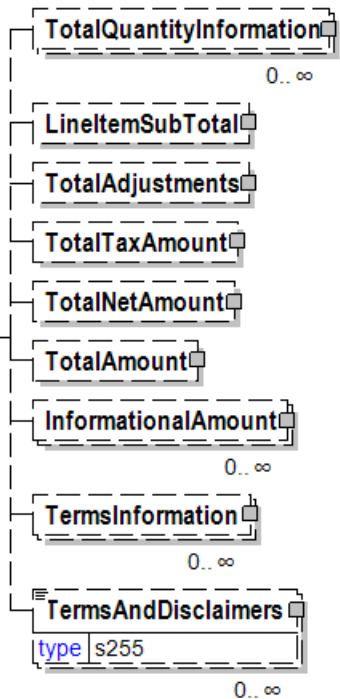 TotalQuantityInformation
0.. ∞
LineItemSubTotal
TotalAdjustments
TotalTaxAmount
TotalNetAmount
TotalAmount
InformationalAmount
0.. ∞
TermsInformation
0.. ∞
TermsAndDisclaimers
type s255
0.. ∞